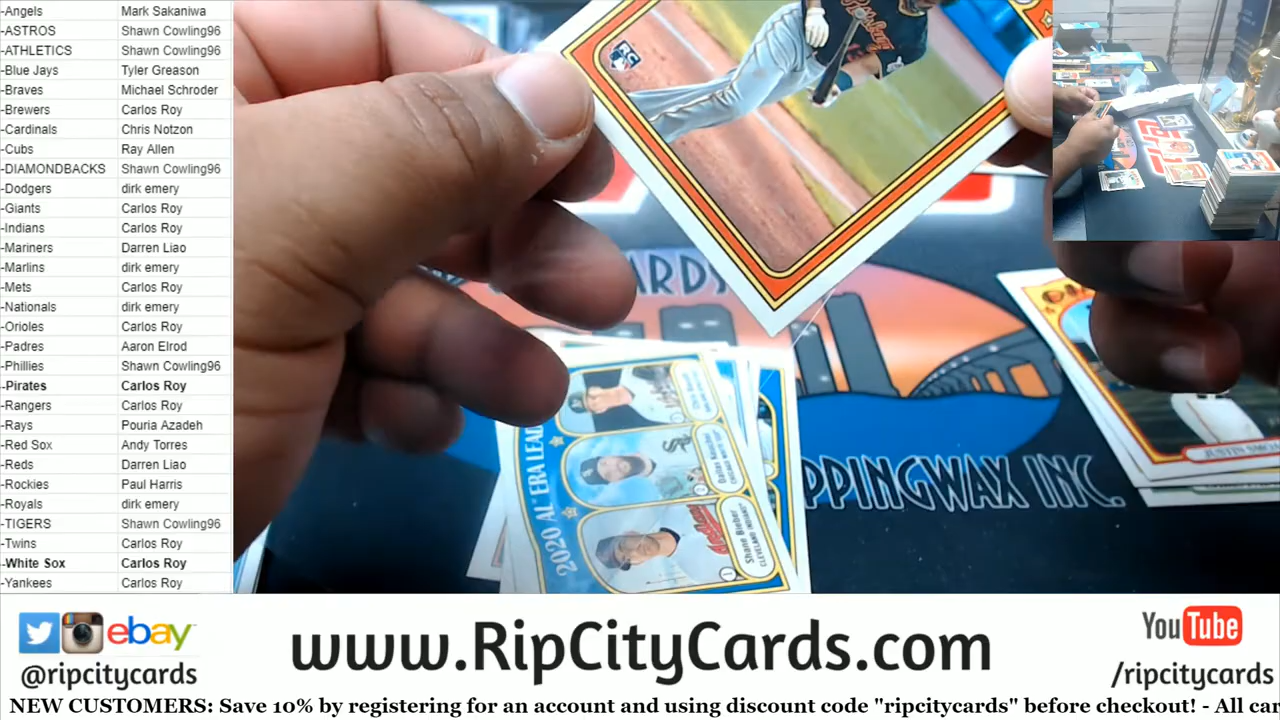 -Angels Mark Sakaniwa
-ASTROS Shawn Cowling96
-ATHLETICS Shawn Cowling96
-Blue Jays Tyler Greason
-Braves Michael Schroder
-Brewers Carlos Roy
-Cardinals Chris Notzon
-Cubs Ray Allen
-DIAMONDBACKS Shawn Cowling96
-Dodgers dirk emery
-Giants Carlos Roy
-Indians Carlos Roy
-Mariners Darren Liao
-Marlins dirk emery
-Mets Carlos Roy
-Nationals dirk emery
-Orioles Carlos Roy
-Padres Aaron Elrod
-Phillies Shawn Cowling96
-Pirates Carlos Roy
-Rangers Carlos Roy
-Rays Pouria Azadeh
-Red Sox Andy Torres
-Reds Darren Liao
-Rockies Paul Harris
-Royals dirk emery
-TIGERS Shawn Cowling96
-Twins Carlos Roy
-White Sox Carlos Roy
-Yankees Carlos Roy
Pittsburgh
CARDS
PPINGWAX INC.
2020 AL ERA LEAD
Dallas Keuchel
Shane Bieber
CLEVELAND INDIANS
JUSTIN
ebay
@ripcitycards
www.RipCityCards.com
YouTube
/ripcitycards
NEW CUSTOMERS: Save 10% by registering for an account and using discount code "ripcitycards" before checkout! - All car